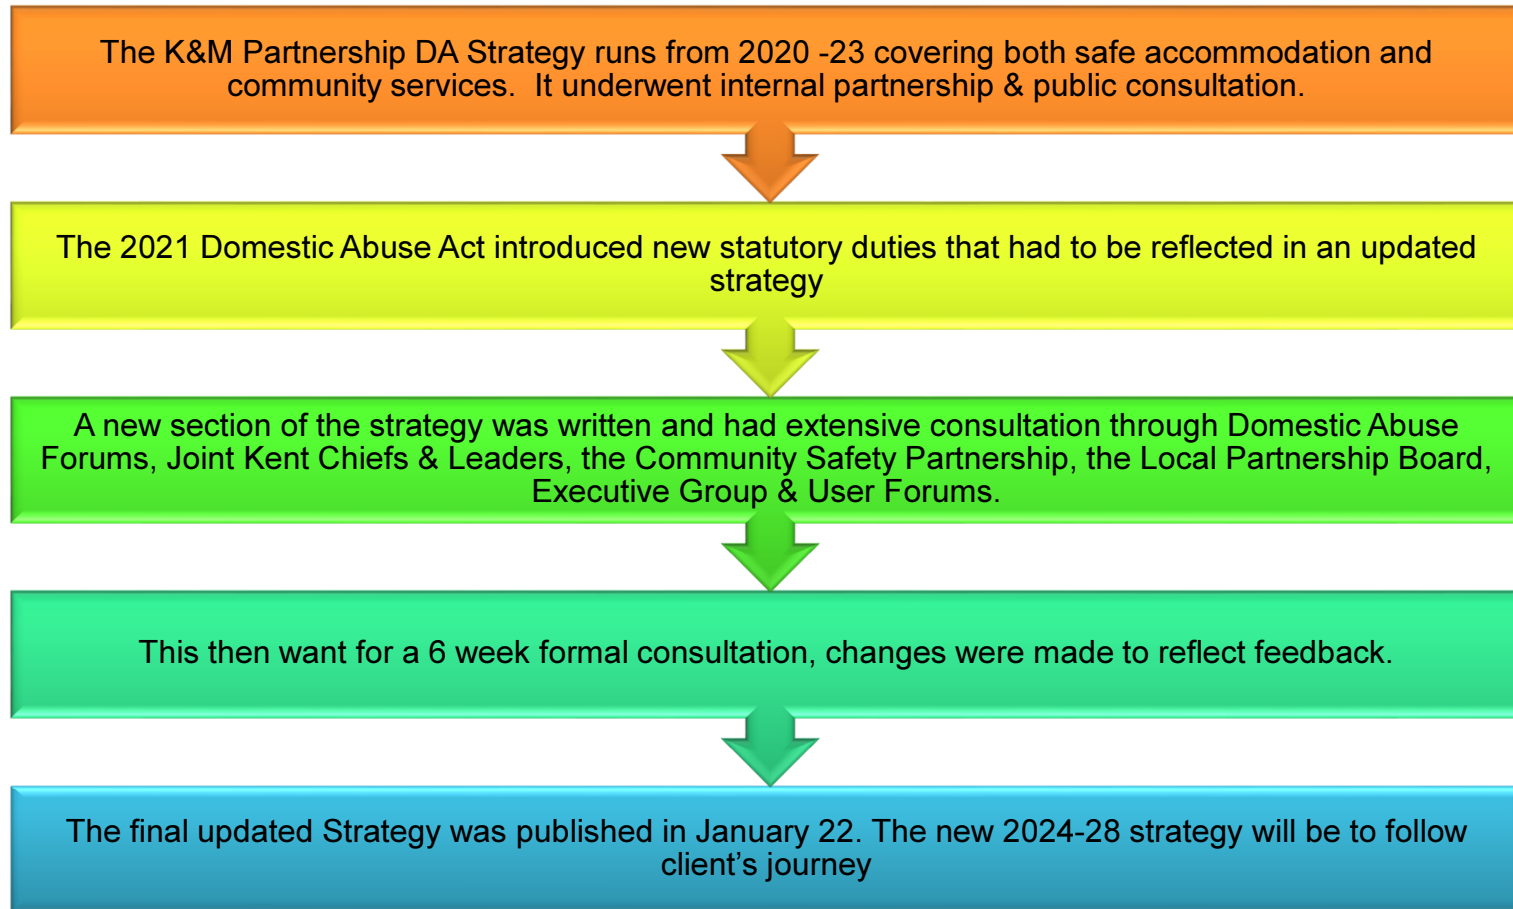 The K&M Partnership DA Strategy runs from 2020 -23 covering both safe accommodation and
community services.  It underwent internal partnership & public consultation.
The 2021 Domestic Abuse Act introduced new statutory duties that had to be reflected in an updated
strategy
A new section of the strategy was written and had extensive consultation through Domestic Abuse
Forums, Joint Kent Chiefs & Leaders, the Community Safety Partnership, the Local Partnership Board,
Executive Group & User Forums.
This then want for a 6 week formal consultation, changes were made to reflect feedback.
The final updated Strategy was published in January 22. The new 2024-28 strategy will be to follow
client’s journey